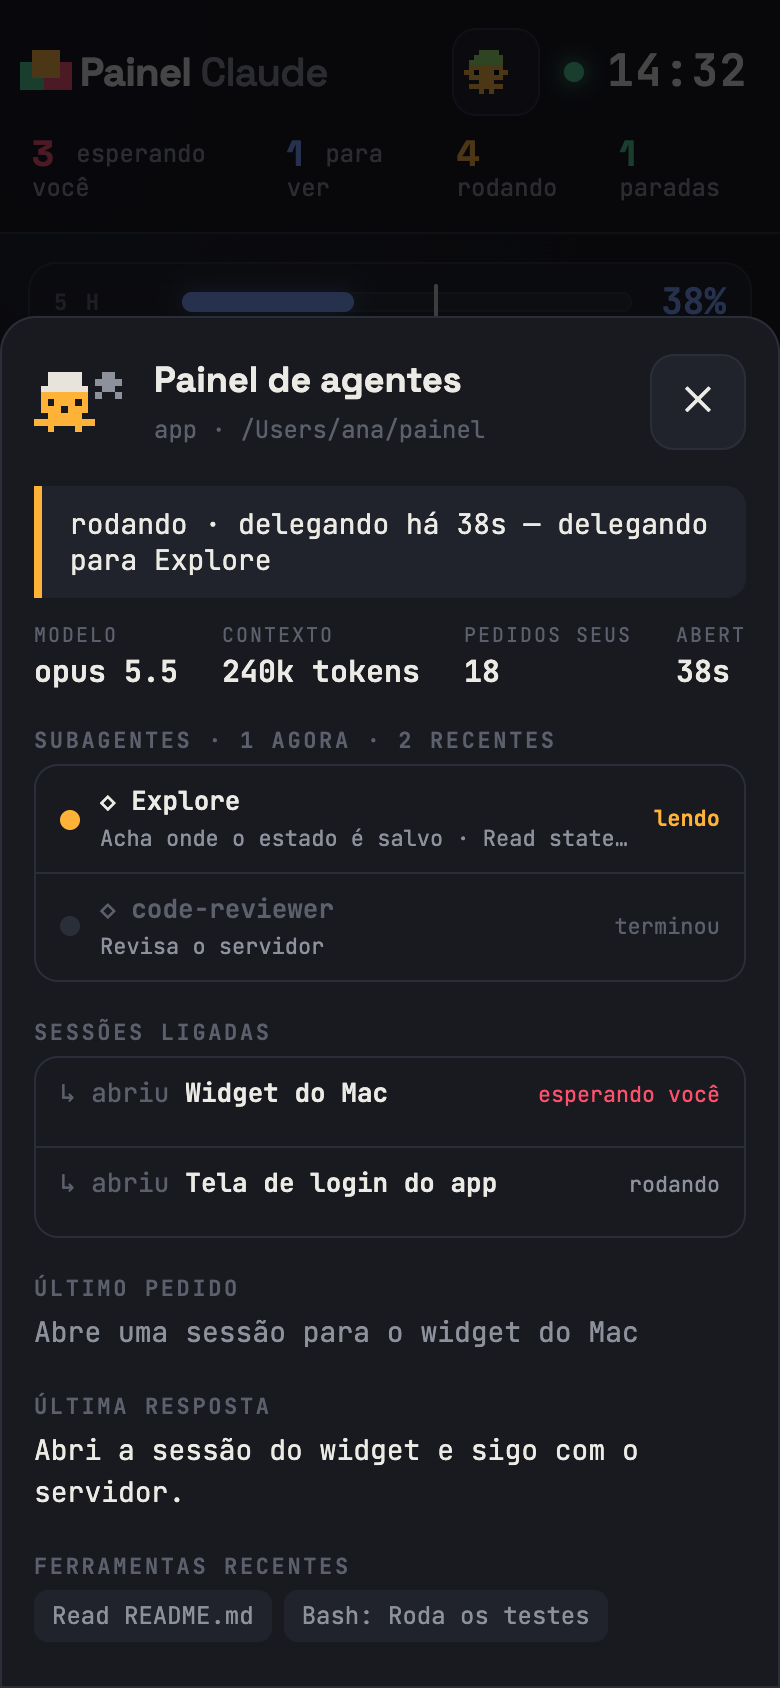 Painel Claude
14:32
3 esperando você
1 para ver
4 rodando
1 paradas
5 H
38%
Painel de agentes
app · /Users/ana/painel
rodando · delegando há 38s — delegando
para Explore
MODELO CONTEXTO PEDIDOS SEUS ABERT
opus 5.5 240k tokens 18 38s
SUBAGENTES · 1 AGORA · 2 RECENTES
◇ Explore
Acha onde o estado é salvo · Read state…
lendo
◇ code-reviewer
Revisa o servidor
terminou
SESSÕES LIGADAS
↳ abriu Widget do Mac esperando você
↳ abriu Tela de login do app rodando
ÚLTIMO PEDIDO
Abre uma sessão para o widget do Mac
ÚLTIMA RESPOSTA
Abri a sessão do widget e sigo com o
servidor.
FERRAMENTAS RECENTES
Read README.md Bash: Roda os testes